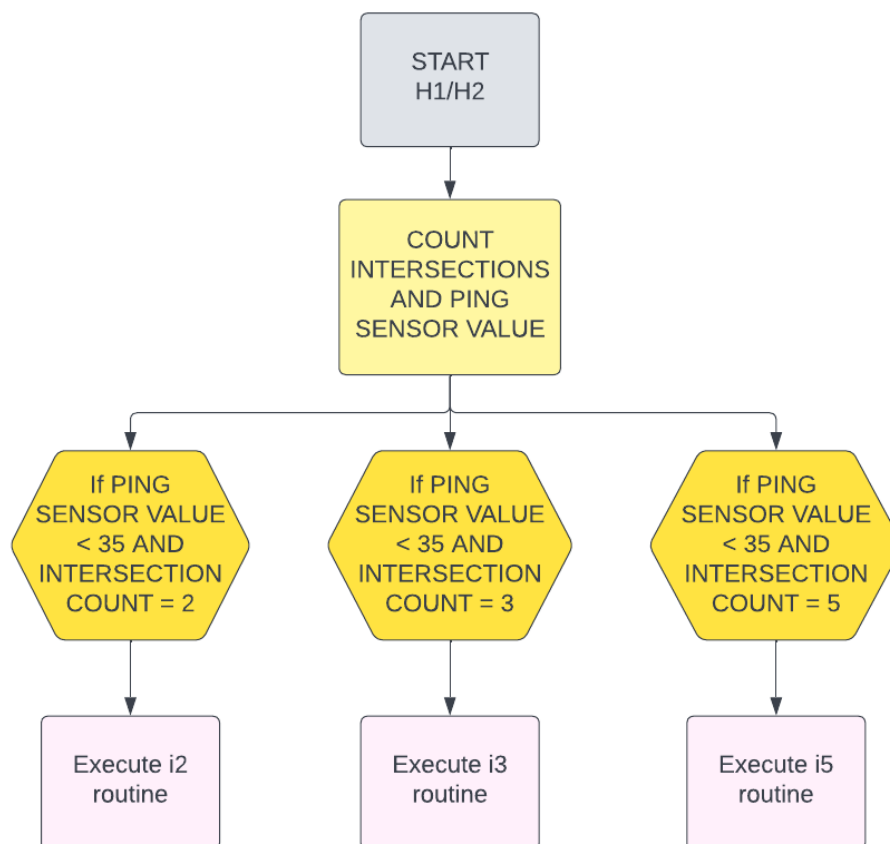 START
H1/H2
COUNT
INTERSECTIONS
AND PING
SENSOR VALUE
If PING
SENSOR VALUE
< 35 AND
INTERSECTION
COUNT = 2
If PING
SENSOR VALUE
< 35 AND
INTERSECTION
COUNT = 3
If PING
SENSOR VALUE
< 35 AND
INTERSECTION
COUNT = 5
Execute i2
routine
Execute i3
routine
Execute i5
routine